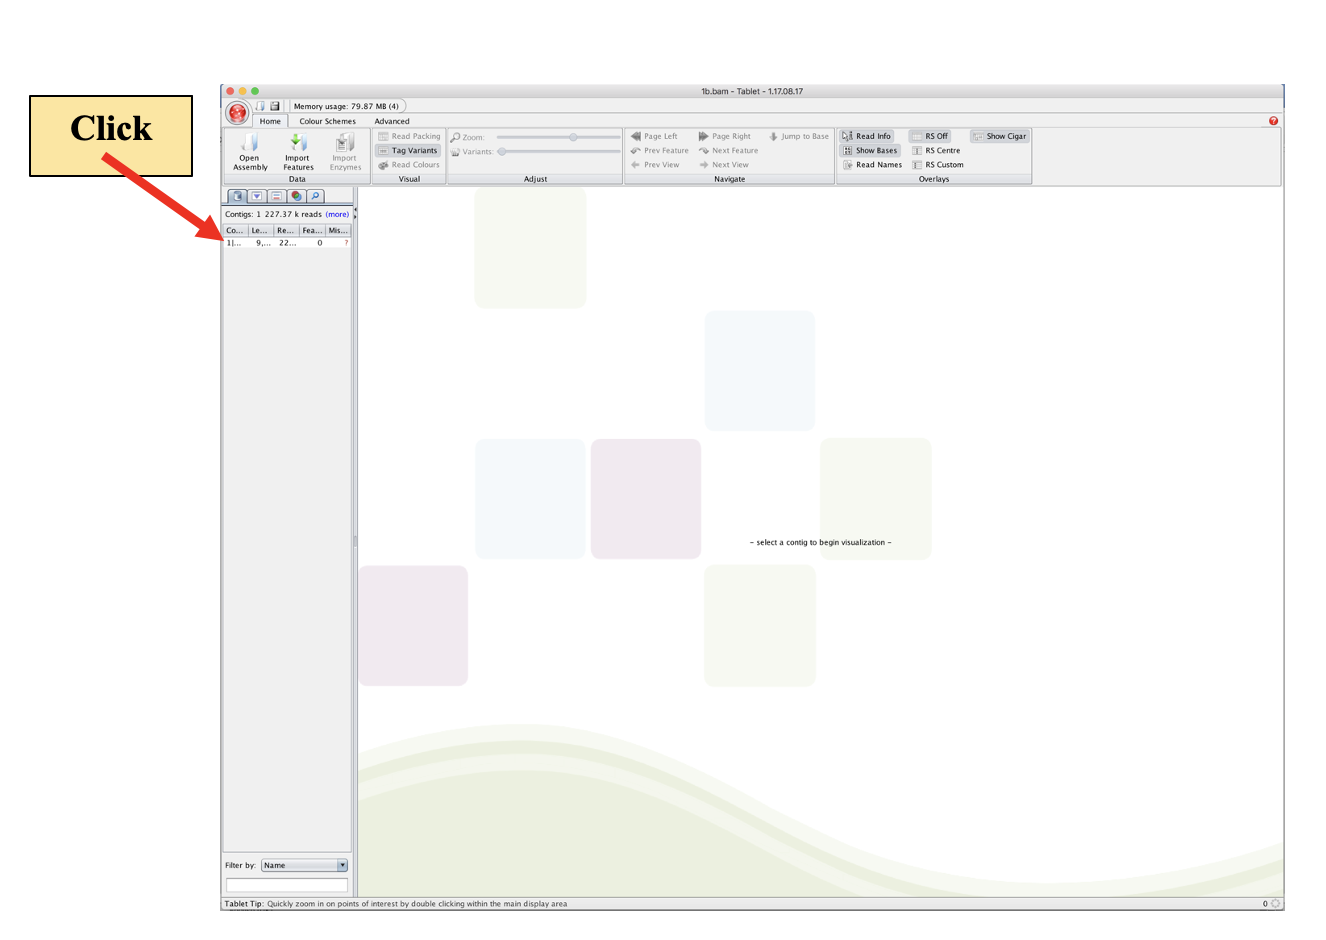 1b.bam - Tablet - 1.17.08.17
Click
Memory usage: 79.87 MB (4)
Home Colour Schemes Advanced
Open Assembly
Import Features
Import Enzymes
Data
Read Packing
Tag Variants
Read Colours
Visual
Zoom:
Variants:
Adjust
Page Left Page Right Jump to Base
Prev Feature Next Feature
Prev View Next View
Navigate
Read Info RS Off Show Cigar
Show Bases RS Centre
Read Names RS Custom
Overlays
Contigs: 1 227.37 k reads (more)
Co... Le... Re... Fea... Mis...
1|... 9,... 22... 0 ?
- select a contig to begin visualization -
Filter by: Name
Tablet Tip: Quickly zoom in on points of interest by double clicking within the main display area
0